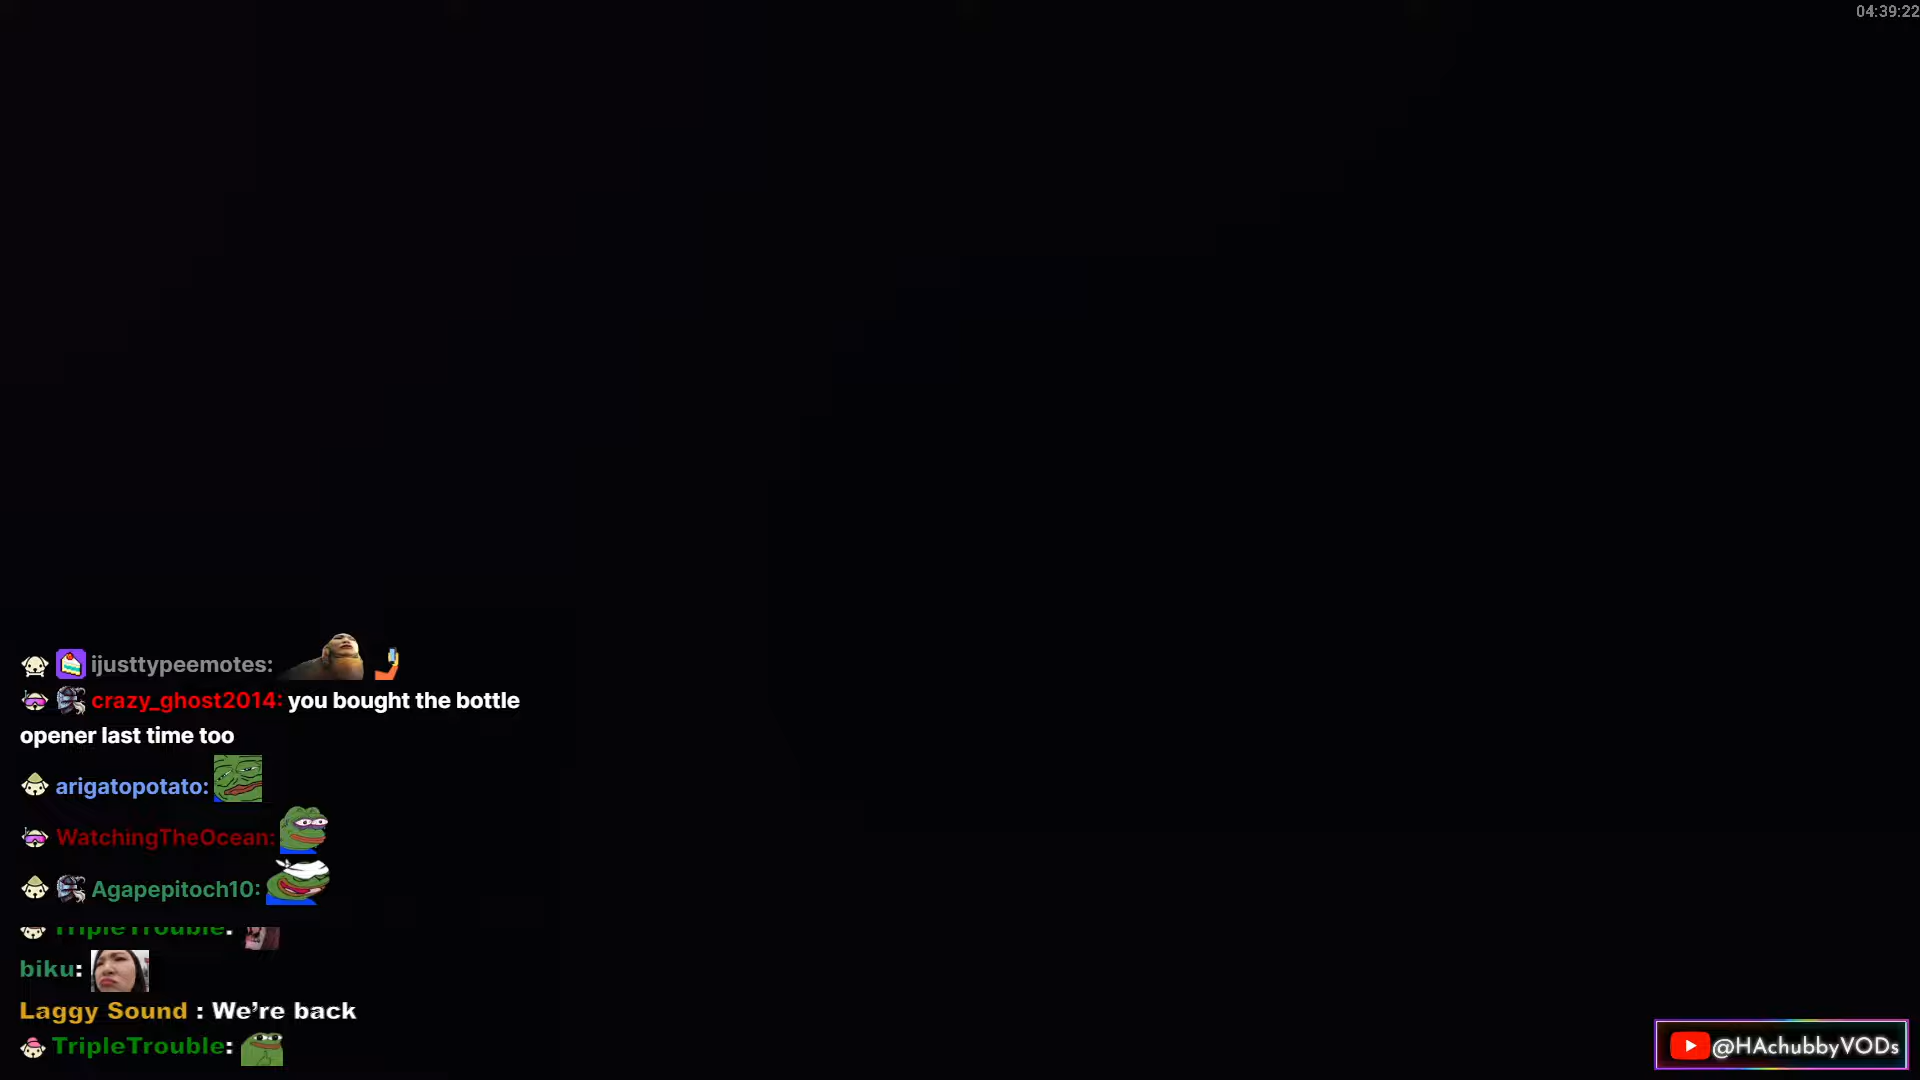 04:39:22
ijusttypeemotes:
crazy_ghost2014: you bought the bottle
opener last time too
arigatopotato:
WatchingTheOcean:
Agapepitoch10:
TripleTrouble:
biku:
Laggy Sound : We’re back
TripleTrouble:
@HAchubbyVODs